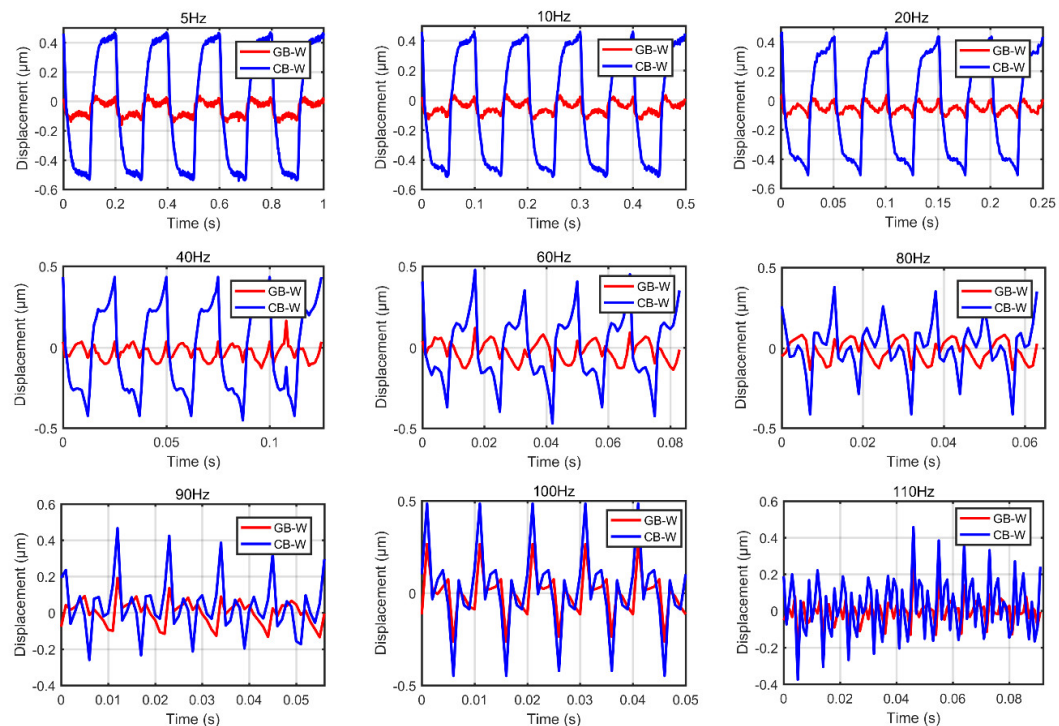 5Hz
Displacement (μm)
0.4
0.2
0
-0.2
-0.4
-0.6
GB-W
CB-W
0 0.2 0.4 0.6 0.8 1
Time (s)
10Hz
Displacement (μm)
0.4
0.2
0
-0.2
-0.4
-0.6
GB-W
CB-W
0 0.1 0.2 0.3 0.4 0.5
Time (s)
20Hz
Displacement (μm)
0.4
0.2
0
-0.2
-0.4
-0.6
GB-W
CB-W
0 0.05 0.1 0.15 0.2 0.25
Time (s)
40Hz
Displacement (μm)
0.5
0
-0.5
GB-W
CB-W
0 0.05 0.1
Time (s)
60Hz
Displacement (μm)
0.5
0
-0.5
GB-W
CB-W
0 0.02 0.04 0.06 0.08
Time (s)
80Hz
Displacement (μm)
0.5
0
-0.5
GB-W
CB-W
0 0.02 0.04 0.06
Time (s)
90Hz
Displacement (μm)
0.6
0.4
0.2
0
-0.2
-0.4
GB-W
CB-W
0 0.01 0.02 0.03 0.04 0.05
Time (s)
100Hz
Displacement (μm)
0.5
0
-0.5
GB-W
CB-W
0 0.01 0.02 0.03 0.04 0.05
Time (s)
110Hz
Displacement (μm)
0.6
0.4
0.2
0
-0.2
-0.4
GB-W
CB-W
0 0.02 0.04 0.06 0.08
Time (s)